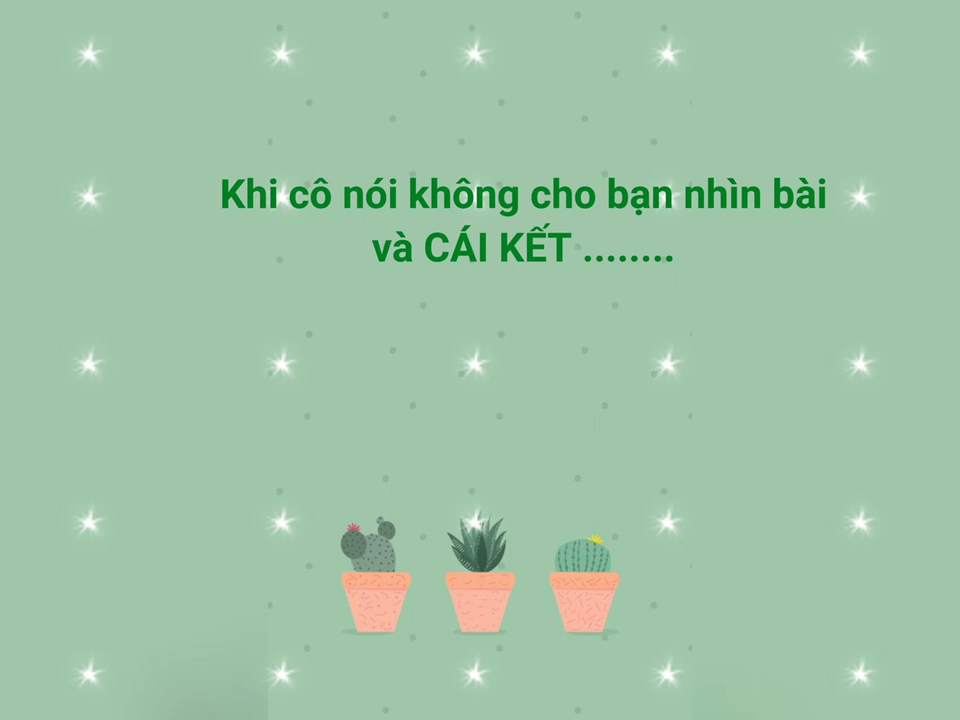 Khi cô nói không cho bạn nhìn bài
và CÁI KẾT ........